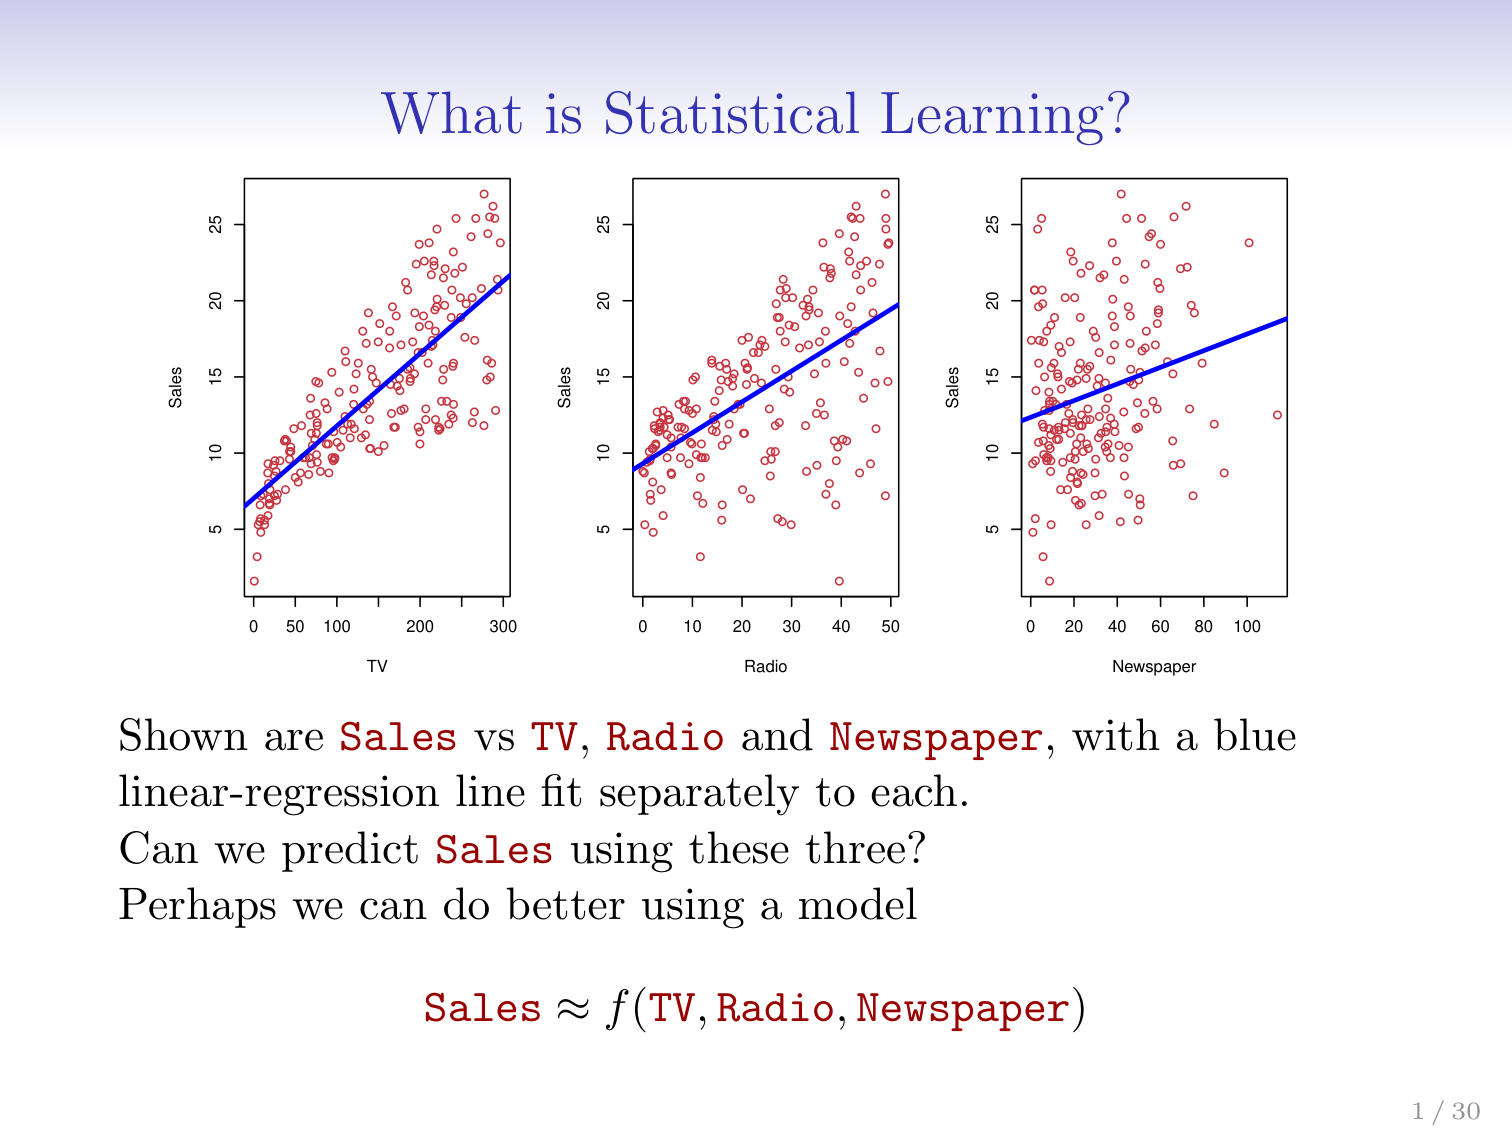 What is Statistical Learning?
25
20
15
10
5
Sales
0 50 100 200 300
TV
25
20
15
10
5
Sales
0 10 20 30 40 50
Radio
25
20
15
10
5
Sales
0 20 40 60 80 100
Newspaper
Shown are Sales vs TV, Radio and Newspaper, with a blue
linear-regression line fit separately to each.
Can we predict Sales using these three?
Perhaps we can do better using a model
Sales ≈ f(TV, Radio, Newspaper)
1 / 30